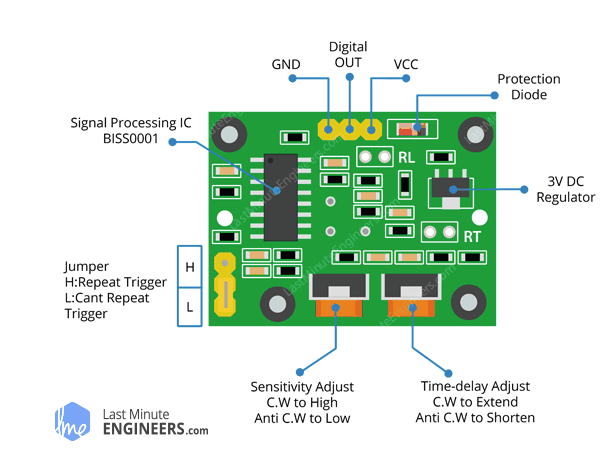 Digital
OUT
GND
VCC
Protection
Diode
Signal Processing IC
BISS0001
RL
3V DC
Regulator
RT
Jumper
H:Repeat Trigger
L:Cant Repeat
Trigger
H
L
Sensitivity Adjust
C.W to High
Anti C.W to Low
Time-delay Adjust
C.W to Extend
Anti C.W to Shorten
lme
Last Minute
ENGINEERS.com
LastMinuteEngineers.com